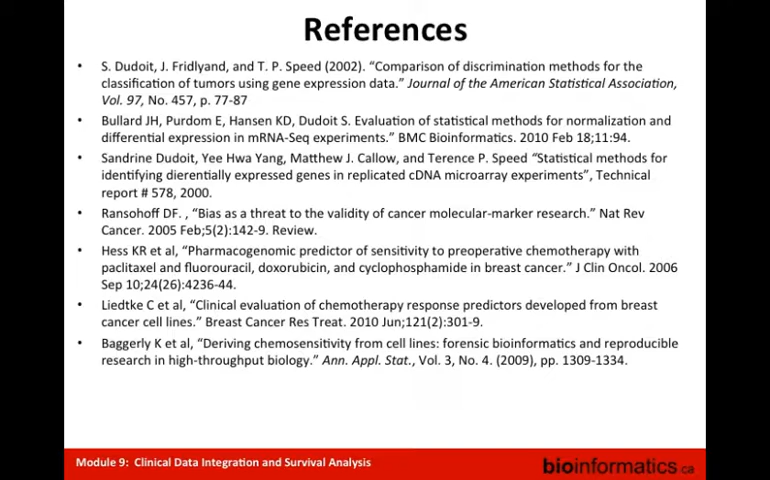 References
• S. Dudoit, J. Fridlyand, and T. P. Speed (2002). “Comparison of discrimination methods for the
classification of tumors using gene expression data.” Journal of the American Statistical Association,
Vol. 97, No. 457, p. 77-87
• Bullard JH, Purdom E, Hansen KD, Dudoit S. Evaluation of statistical methods for normalization and
differential expression in mRNA-Seq experiments.” BMC Bioinformatics. 2010 Feb 18;11:94.
• Sandrine Dudoit, Yee Hwa Yang, Matthew J. Callow, and Terence P. Speed “Statistical methods for
identifying dierentially expressed genes in replicated cDNA microarray experiments”, Technical
report # 578, 2000.
• Ransohoff DF. , “Bias as a threat to the validity of cancer molecular-marker research.” Nat Rev
Cancer. 2005 Feb;5(2):142-9. Review.
• Hess KR et al, “Pharmacogenomic predictor of sensitivity to preoperative chemotherapy with
paclitaxel and fluorouracil, doxorubicin, and cyclophosphamide in breast cancer.” J Clin Oncol. 2006
Sep 10;24(26):4236-44.
• Liedtke C et al, “Clinical evaluation of chemotherapy response predictors developed from breast
cancer cell lines.” Breast Cancer Res Treat. 2010 Jun;121(2):301-9.
• Baggerly K et al, “Deriving chemosensitivity from cell lines: forensic bioinformatics and reproducible
research in high-throughput biology.” Ann. Appl. Stat., Vol. 3, No. 4. (2009), pp. 1309-1334.
Module 9: Clinical Data Integration and Survival Analysis
bioinformatics.ca